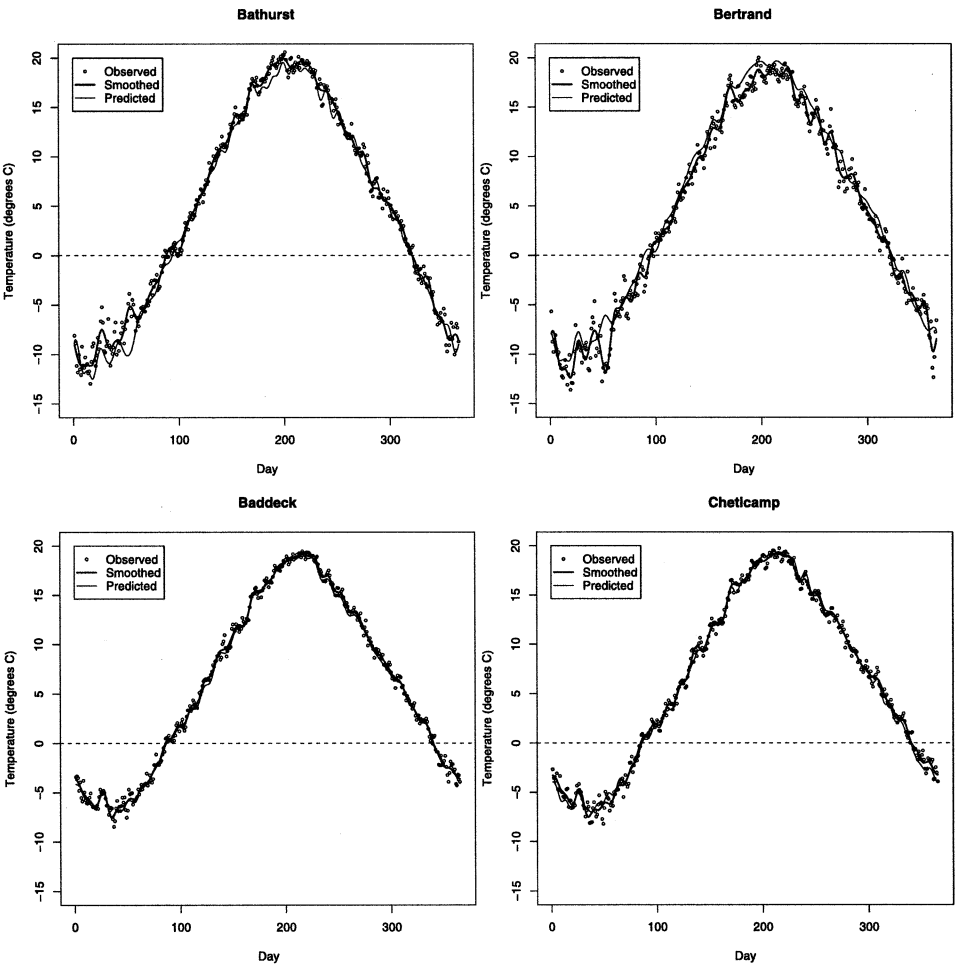 Bathurst
Observed
Smoothed
Predicted
Temperature (degrees C)
20
15
10
5
0
−5
−10
−15
0
100
200
300
Day
Bertrand
Observed
Smoothed
Predicted
Temperature (degrees C)
20
15
10
5
0
−5
−10
−15
0
100
200
300
Day
Baddeck
Observed
Smoothed
Predicted
Temperature (degrees C)
20
15
10
5
0
−5
−10
−15
0
100
200
300
Day
Cheticamp
Observed
Smoothed
Predicted
Temperature (degrees C)
20
15
10
5
0
−5
−10
−15
0
100
200
300
Day